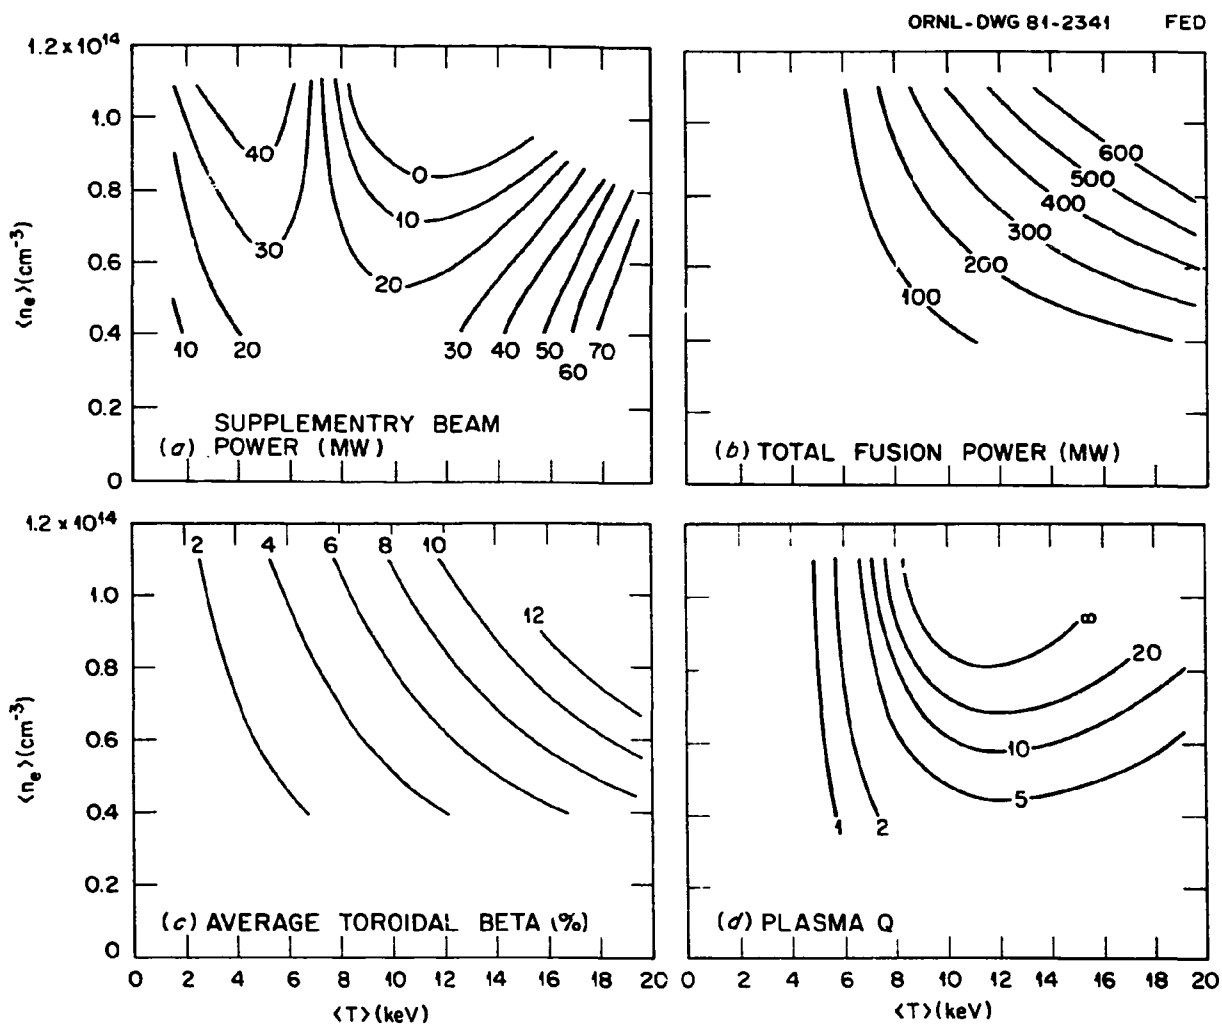 ORNL-DWG 81-2341 FED
1.2 x 10^14
1.0
0.8
0.6
0.4
0.2
0
⟨n_e⟩(cm^-3)
40
30
20
10
0
10
20
30
40
50
60
70
SUPPLEMENTRY BEAM
(a) POWER (MW)
600
500
400
300
200
100
(b) TOTAL FUSION POWER (MW)
1.2 x 10^14
1.0
0.8
0.6
0.4
0.2
0
⟨n_e⟩(cm^-3)
2 4 6 8 10
12
(c) AVERAGE TOROIDAL BETA (%)
0 2 4 6 8 10 12 14 16 18 20
⟨T⟩(keV)
∞
20
10
5
1 2
(d) PLASMA Q
0 2 4 6 8 10 12 14 16 18 20
⟨T⟩(keV)